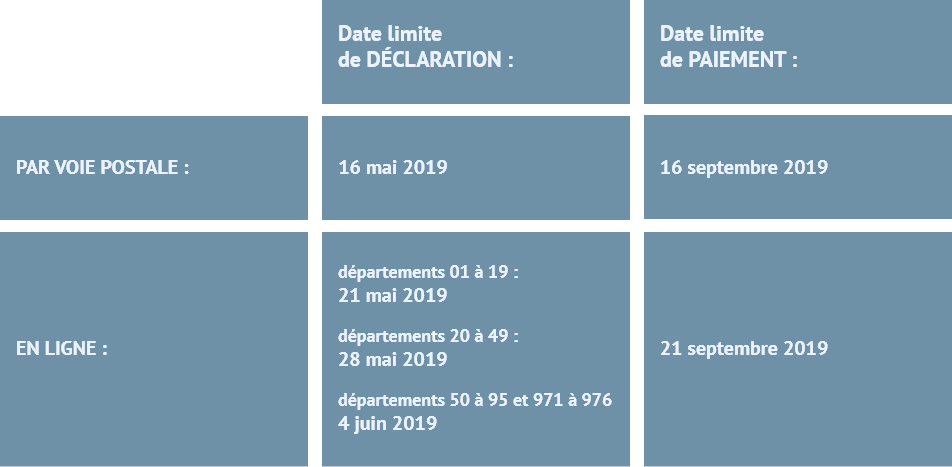 Date limite
de DÉCLARATION :
Date limite
de PAIEMENT :
PAR VOIE POSTALE :
16 mai 2019
16 septembre 2019
EN LIGNE :
départements 01 à 19 :
21 mai 2019
départements 20 à 49 :
28 mai 2019
départements 50 à 95 et 971 à 976
4 juin 2019
21 septembre 2019